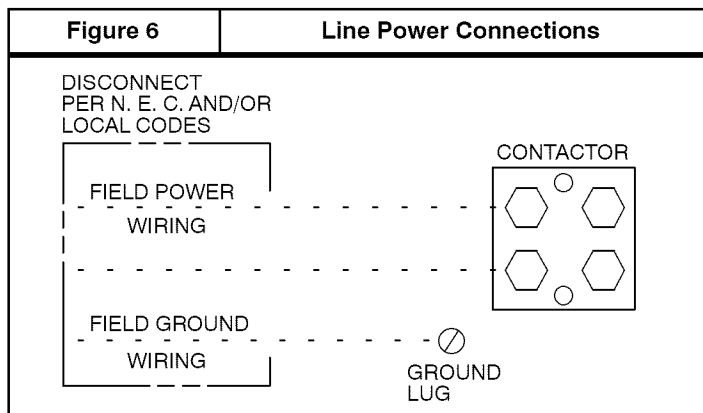 Figure 6
Line Power Connections
DISCONNECT
PER N. E. C. AND/OR
LOCAL CODES
CONTACTOR
FIELD POWER
WIRING
FIELD GROUND
WIRING
GROUND
LUG